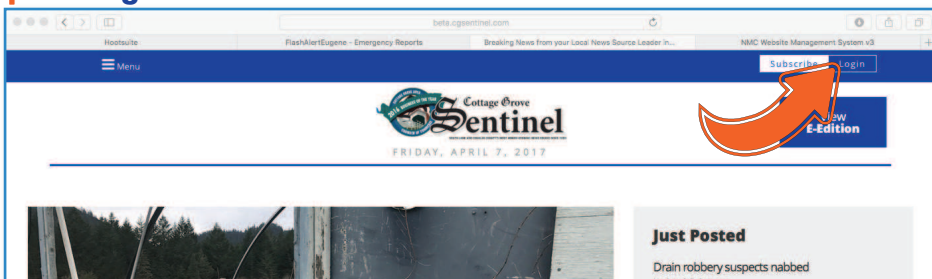 beta.cgsentinel.com
Hootsuite
FlashAlertEugene - Emergency Reports
Breaking News from your Local News Source Leader in...
NMC Website Management System v3
Menu
Subscribe
Login
Cottage Grove
Sentinel
E-Edition
FRIDAY, APRIL 7, 2017
Just Posted
Drain robbery suspects nabbed